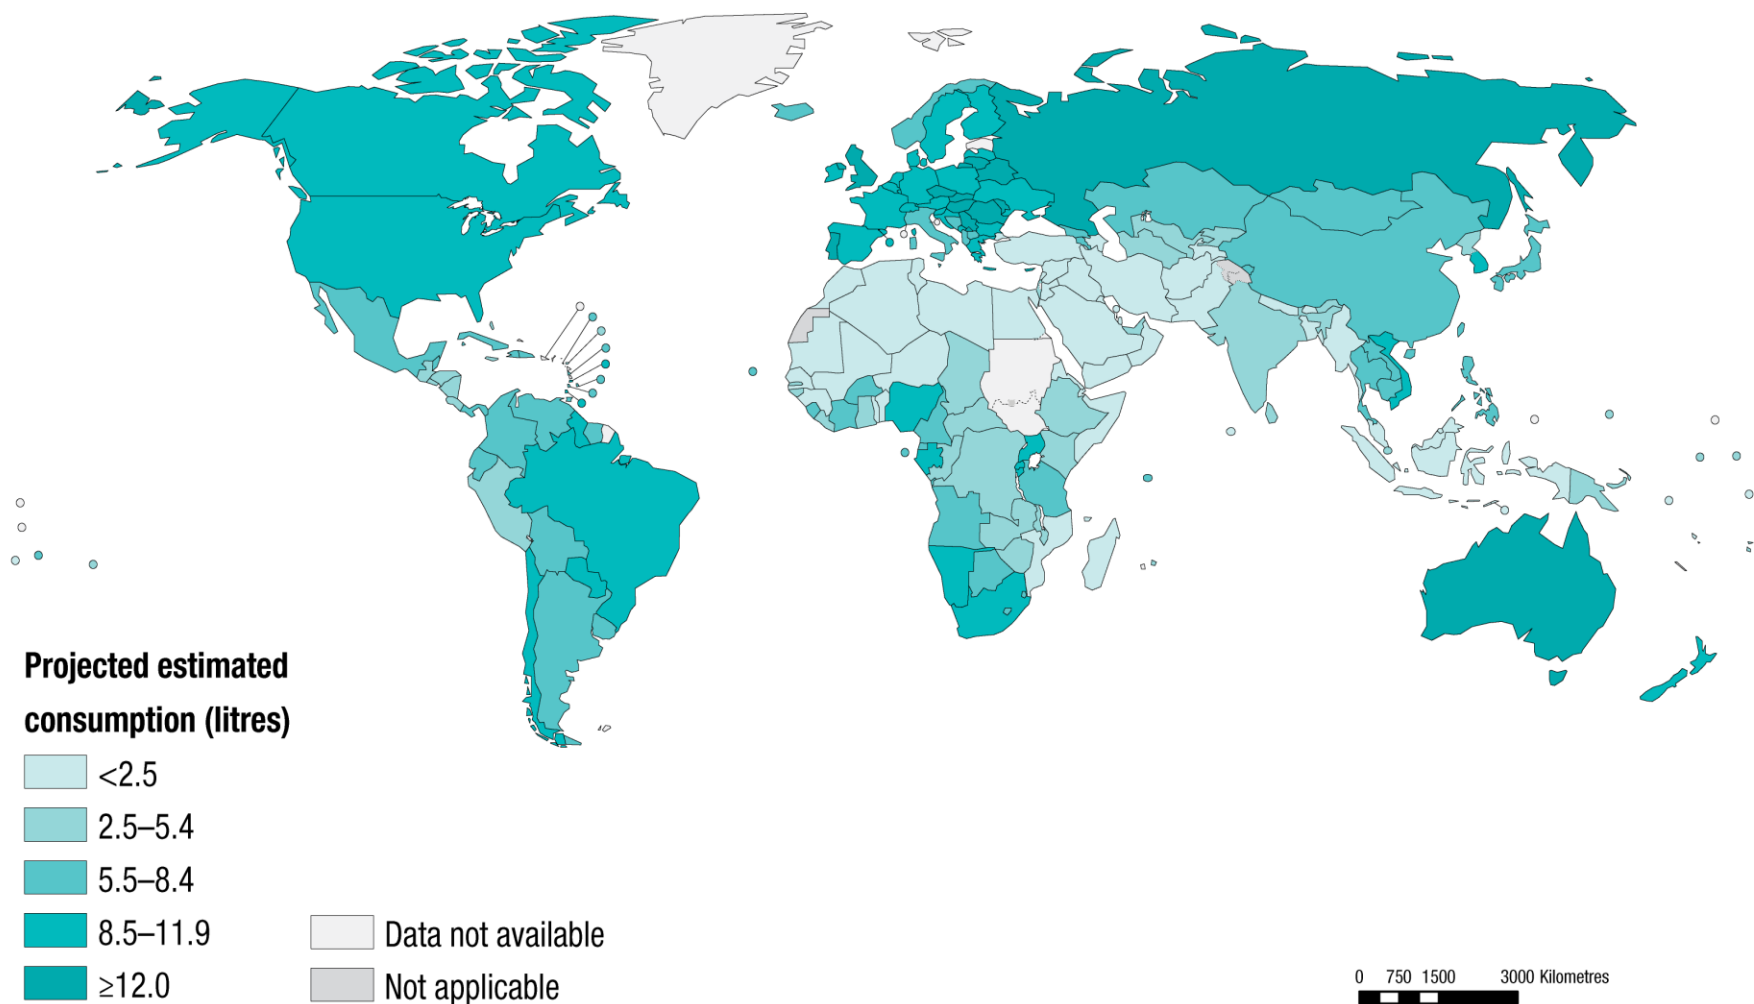 Projected estimated
consumption (litres)
<2.5
2.5–5.4
5.5–8.4
8.5–11.9
≥12.0
Data not available
Not applicable
0 750 1500 3000 Kilometres